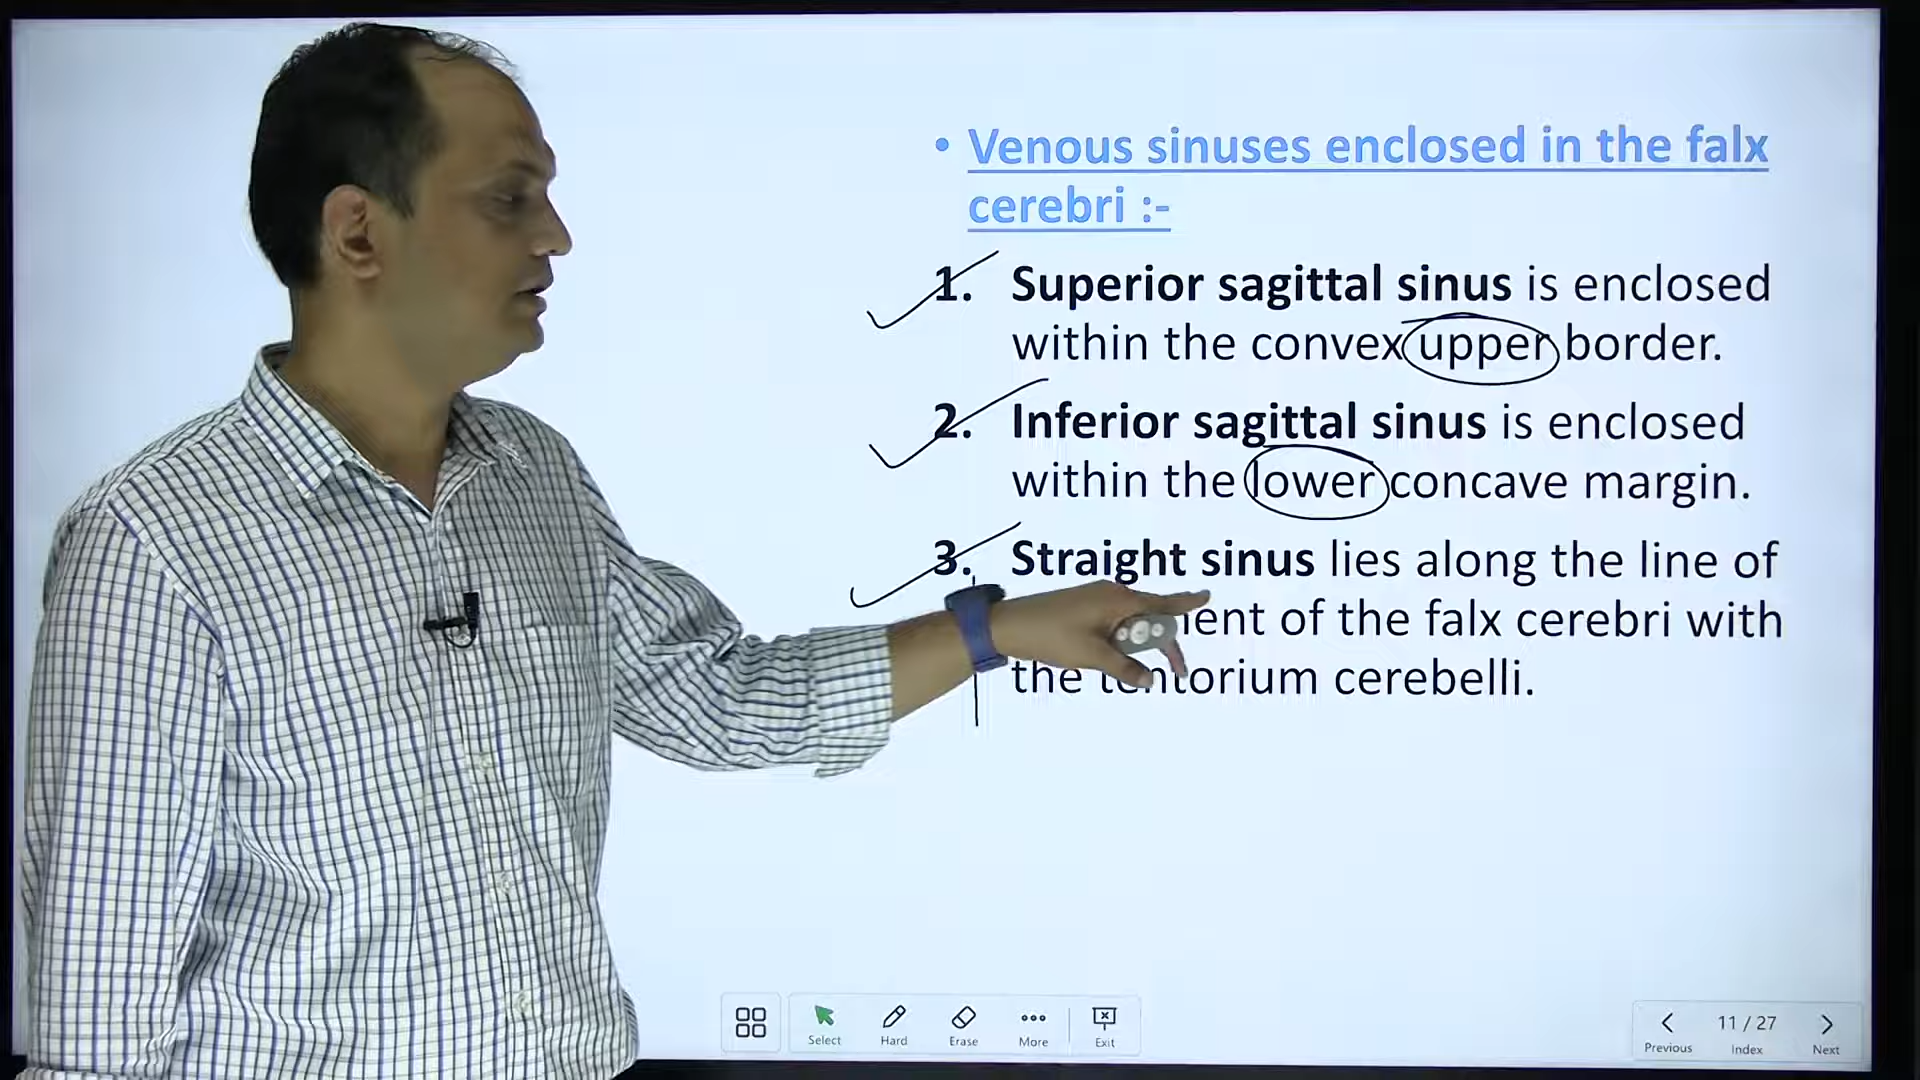 • Venous sinuses enclosed in the falx
cerebri :-
1. Superior sagittal sinus is enclosed
within the convex upper border.
2. Inferior sagittal sinus is enclosed
within the lower concave margin.
3. Straight sinus lies along the line of
of the falx cerebri with
the tentorium cerebelli.
Select Hard Erase More Exit
11 / 27
Previous Index Next